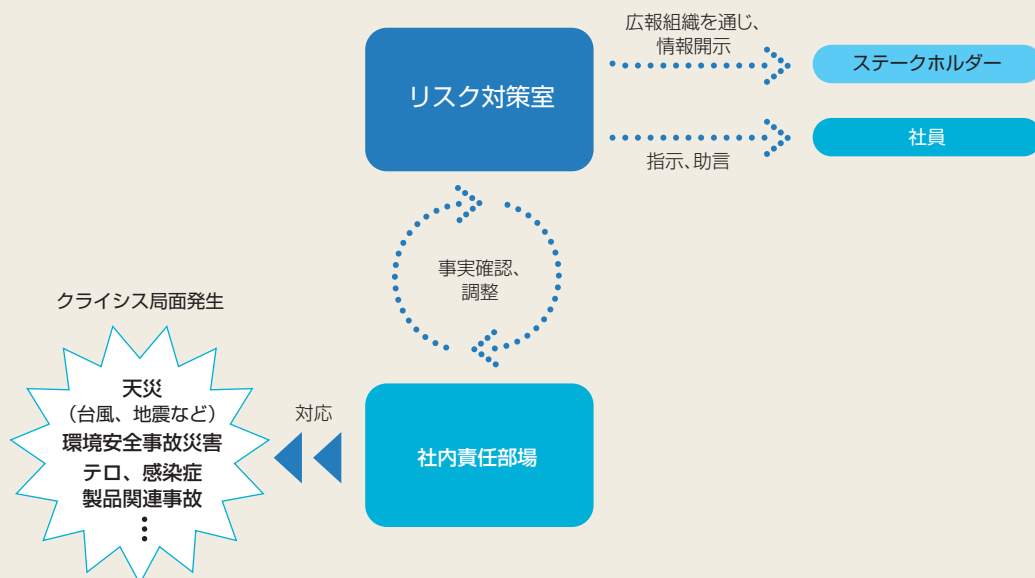 広報組織を通じ、
情報開示
リスク対策室
ステークホルダー
社員
指示、助言
事実確認、
調整
クライシス局面発生
天災
（台風、地震など）
環境安全事故災害
テロ、感染症
製品関連事故
⋮
対応
社内責任部場